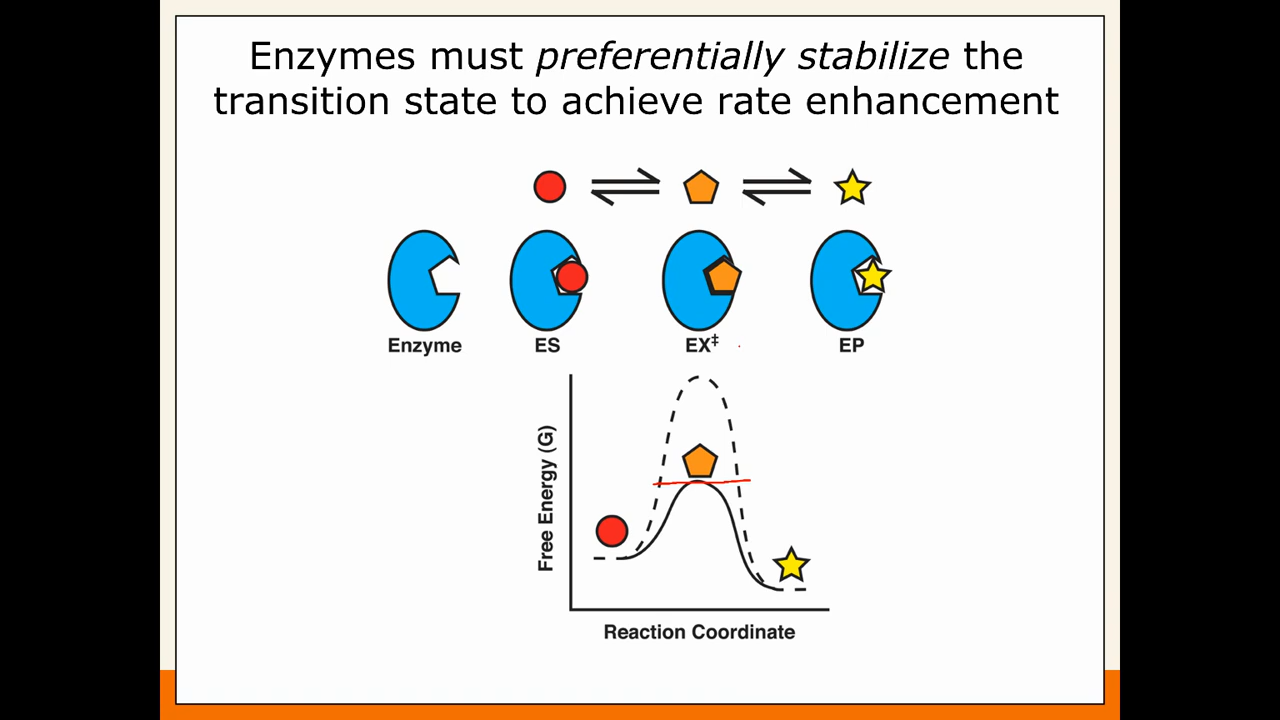 Enzymes must preferentially stabilize the
transition state to achieve rate enhancement
Enzyme
ES
EX‡
EP
Free Energy (G)
Reaction Coordinate